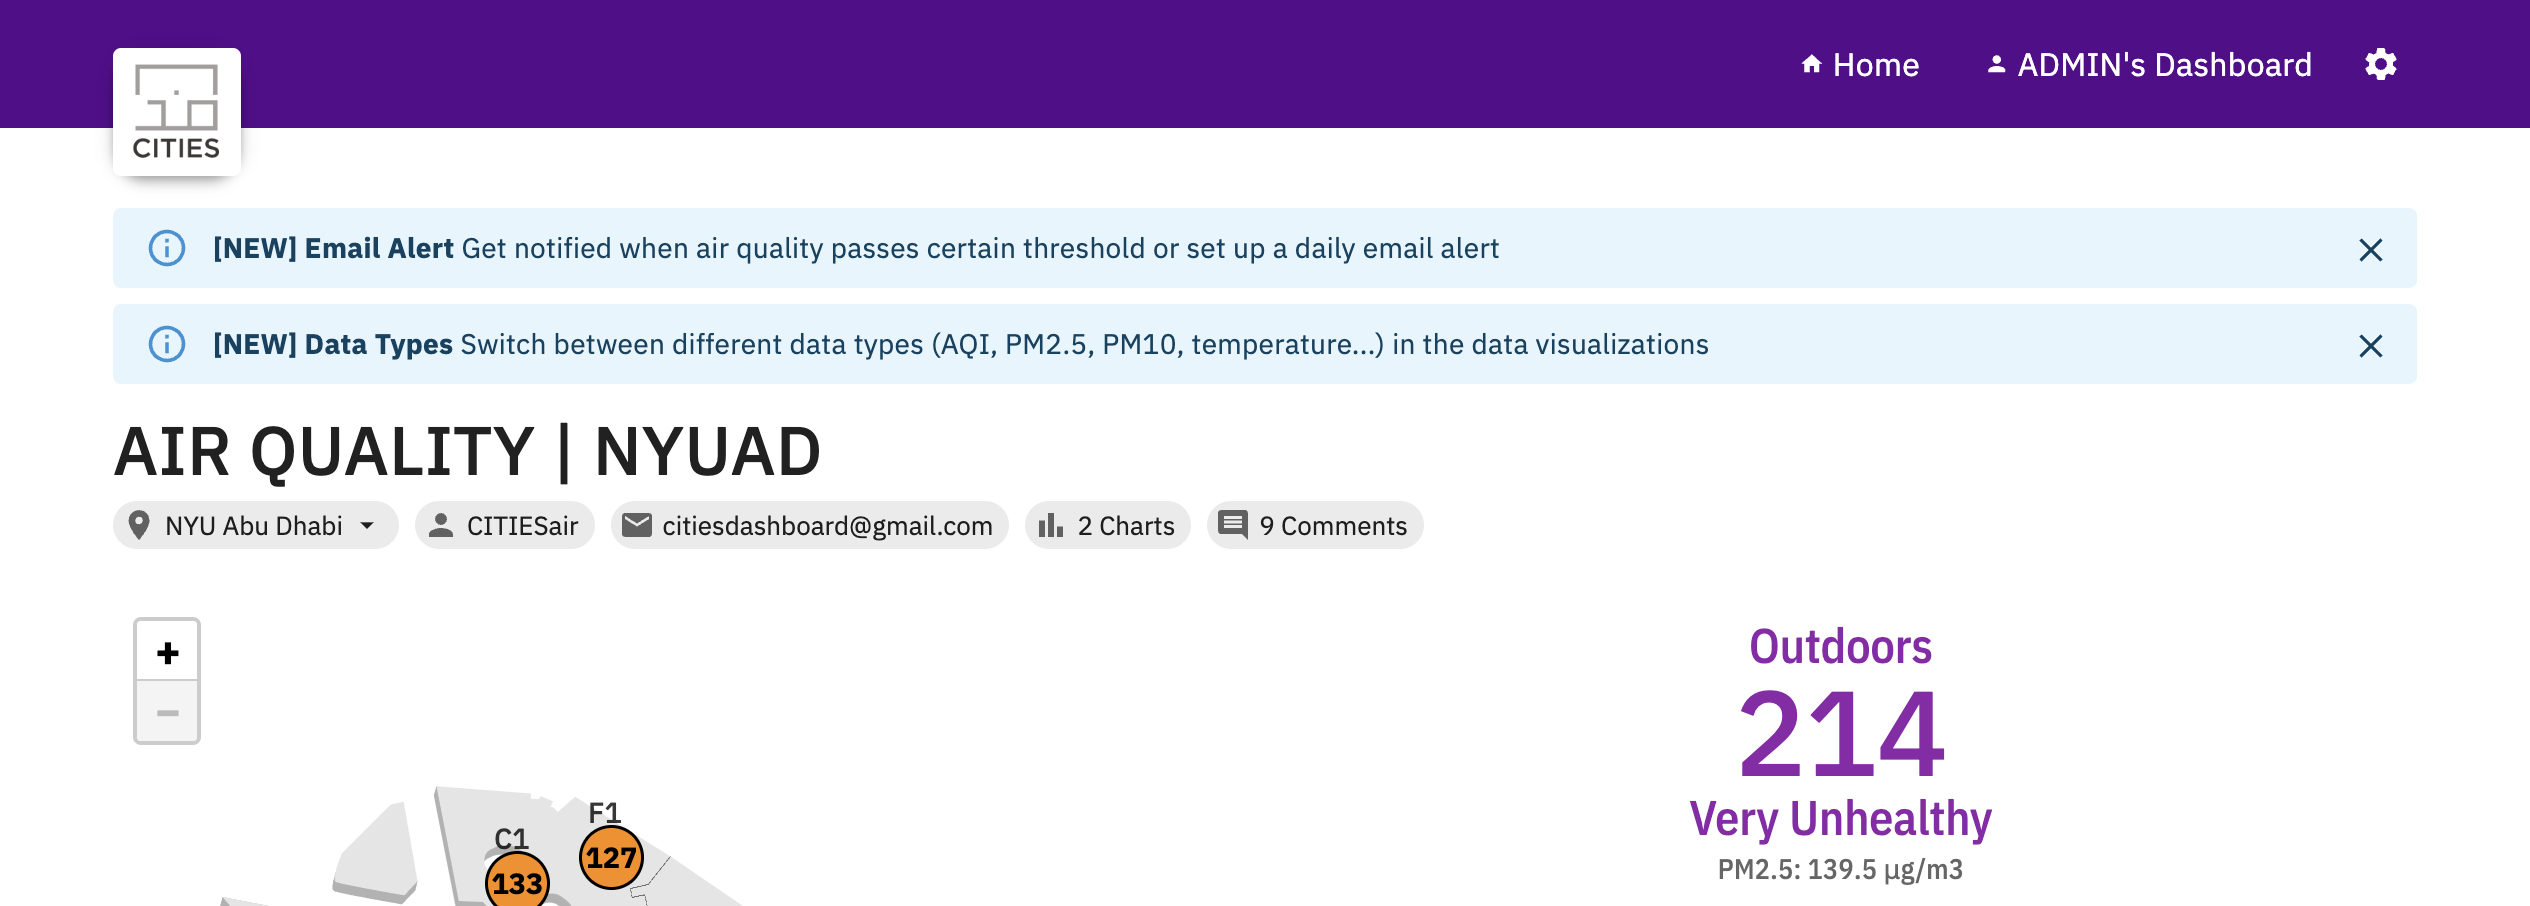 Home
ADMIN's Dashboard
CITIES
[NEW] Email Alert Get notified when air quality passes certain threshold or set up a daily email alert
[NEW] Data Types Switch between different data types (AQI, PM2.5, PM10, temperature...) in the data visualizations
AIR QUALITY | NYUAD
NYU Abu Dhabi
CITIESair
citiesdashboard@gmail.com
2 Charts
9 Comments
+
−
Outdoors
214
Very Unhealthy
PM2.5: 139.5 µg/m3
F1
127
C1
133